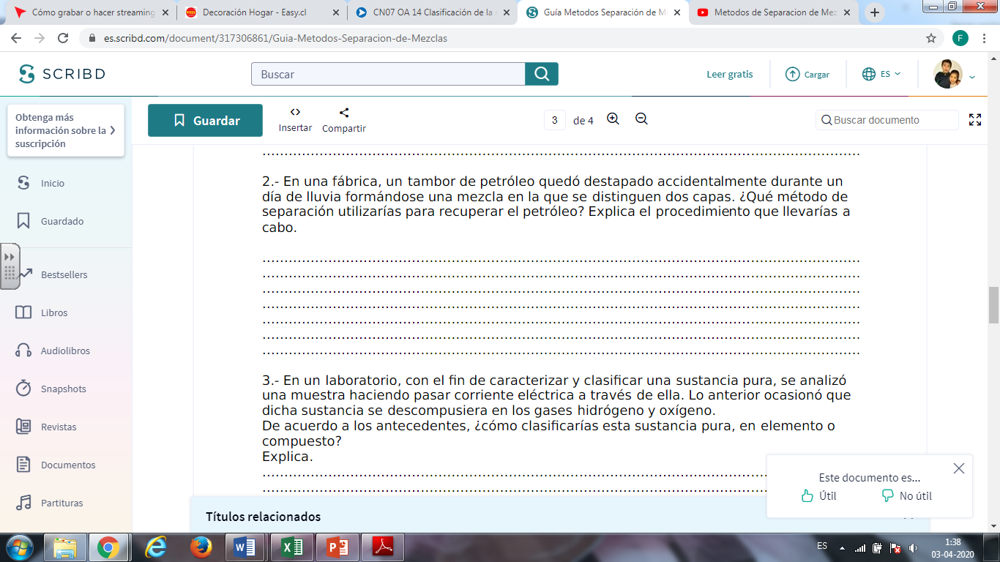 Cómo grabar o hacer streaming
Decoración Hogar - Easy.cl
CN07 OA 14 Clasificación de la
Guía Metodos Separación de M
Metodos de Separacion de Mez
es.scribd.com/document/317306861/Guia-Metodos-Separacion-de-Mezclas
F
SCRIBD
Buscar
Leer gratis
Cargar
ES
Obtenga más
información sobre la
suscripción
Guardar
Insertar
Compartir
3 de 4
Buscar documento
Inicio
Guardado
Bestsellers
Libros
Audiolibros
Snapshots
Revistas
Documentos
Partituras
2.- En una fábrica, un tambor de petróleo quedó destapado accidentalmente durante un
día de lluvia formándose una mezcla en la que se distinguen dos capas. ¿Qué método de
separación utilizarías para recuperar el petróleo? Explica el procedimiento que llevarías a
cabo.
3.- En un laboratorio, con el fin de caracterizar y clasificar una sustancia pura, se analizó
una muestra haciendo pasar corriente eléctrica a través de ella. Lo anterior ocasionó que
dicha sustancia se descompusiera en los gases hidrógeno y oxígeno.
De acuerdo a los antecedentes, ¿cómo clasificarías esta sustancia pura, en elemento o
compuesto?
Explica.
Este documento es...
Útil
No útil
Títulos relacionados
ES
1:38
03-04-2020